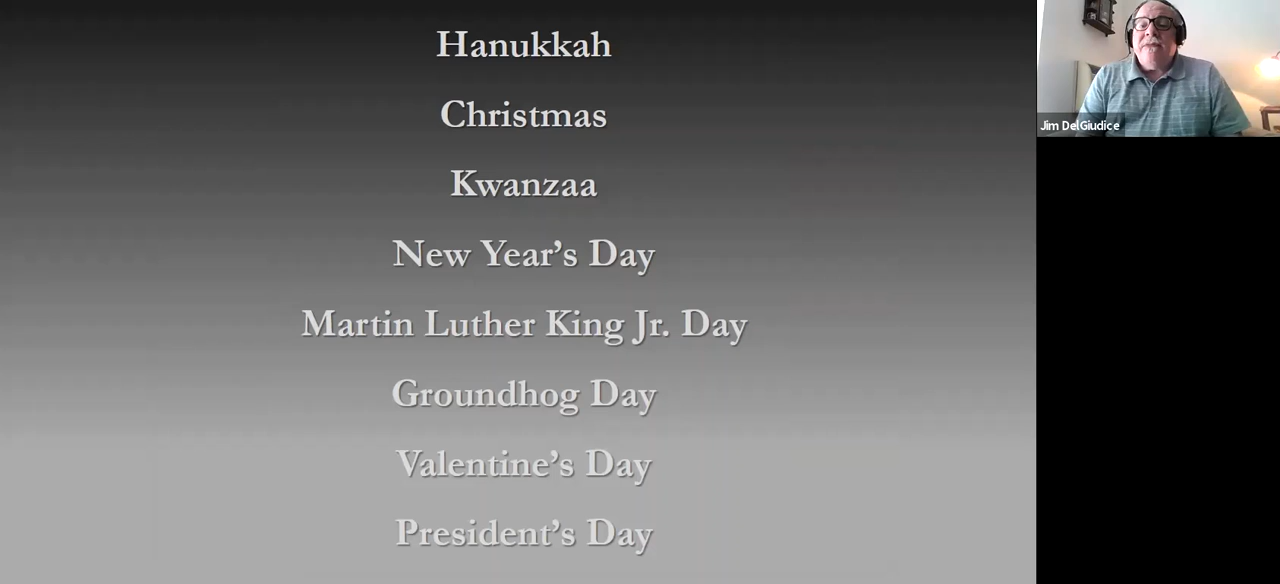 Hanukkah
Christmas
Kwanzaa
New Year’s Day
Martin Luther King Jr. Day
Groundhog Day
Valentine’s Day
President’s Day
Jim DelGiudice